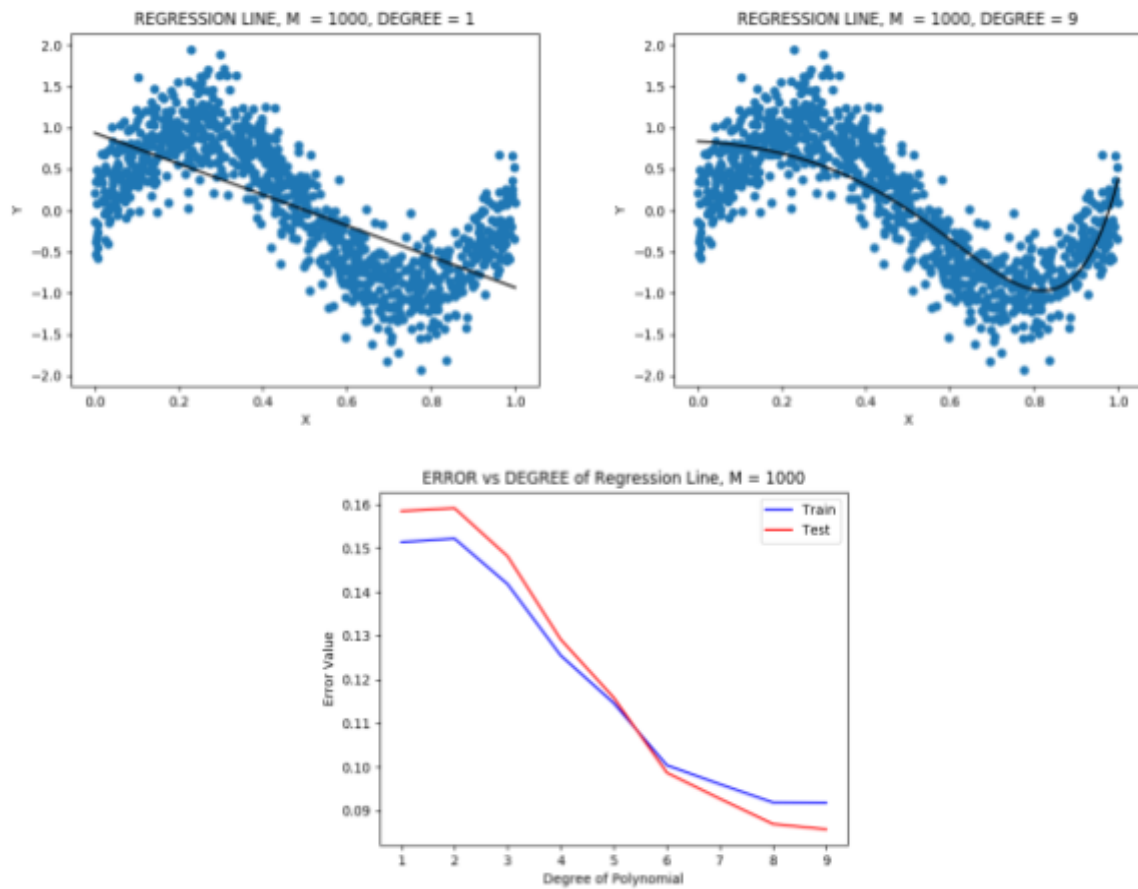 REGRESSION LINE, M = 1000, DEGREE = 1
2.0
1.5
1.0
0.5
0.0
−0.5
−1.0
−1.5
−2.0
Y
0.0 0.2 0.4 0.6 0.8 1.0
X
REGRESSION LINE, M = 1000, DEGREE = 9
2.0
1.5
1.0
0.5
0.0
−0.5
−1.0
−1.5
−2.0
Y
0.0 0.2 0.4 0.6 0.8 1.0
X
ERROR vs DEGREE of Regression Line, M = 1000
Train
Test
0.16
0.15
0.14
0.13
0.12
0.11
0.10
0.09
Error Value
1 2 3 4 5 6 7 8 9
Degree of Polynomial